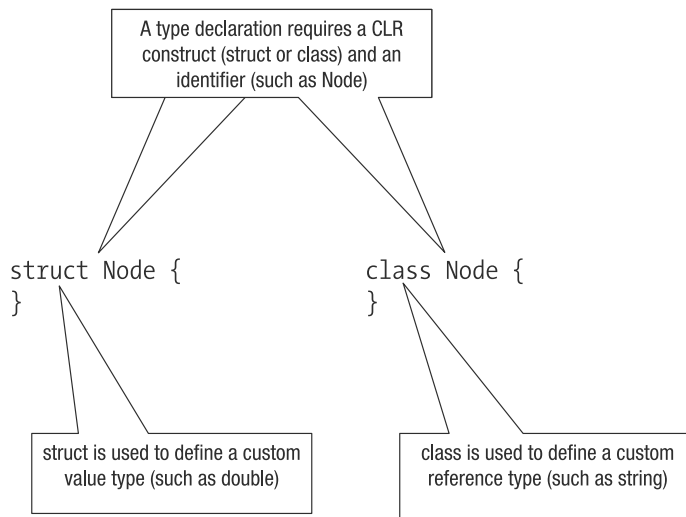 A type declaration requires a CLR
construct (struct or class) and an
identifier (such as Node)
struct Node {
}
class Node {
}
struct is used to define a custom
value type (such as double)
class is used to define a custom
reference type (such as string)